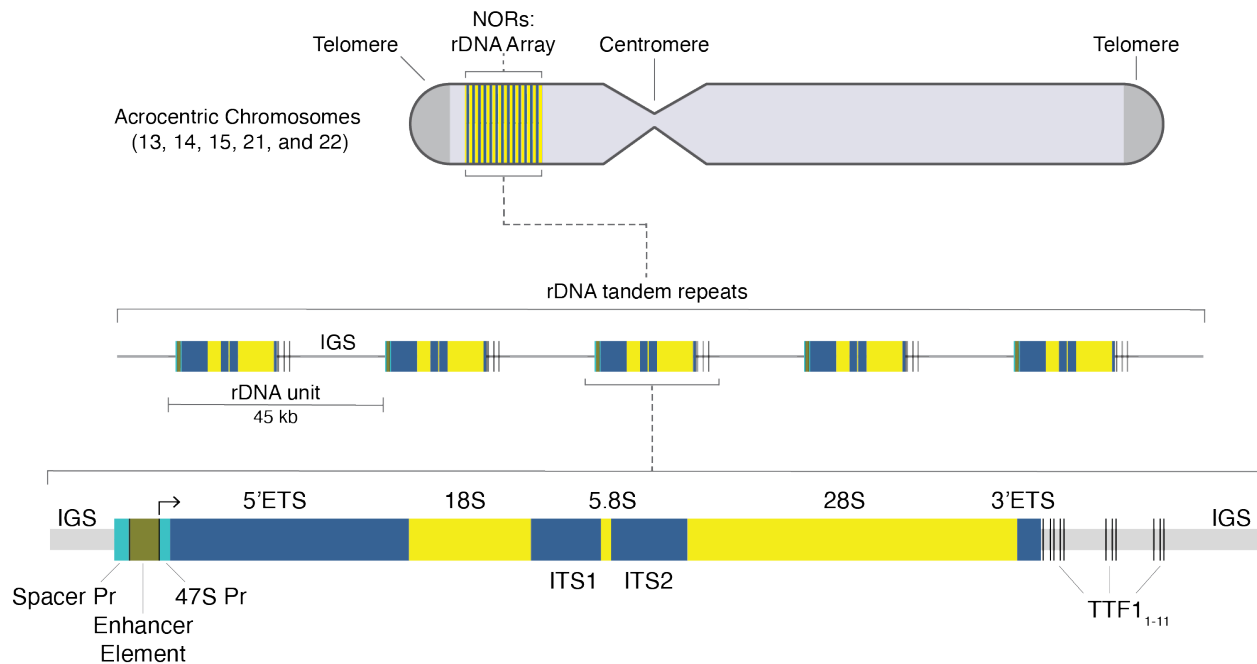 NORs:
rDNA Array
Telomere
Centromere
Telomere
Acrocentric Chromosomes
(13, 14, 15, 21, and 22)
rDNA tandem repeats
IGS
rDNA unit
45 kb
5'ETS
18S
5.8S
28S
3'ETS
IGS
IGS
ITS1
ITS2
Spacer Pr
47S Pr
Enhancer
Element
TTF1₁₋₁₁